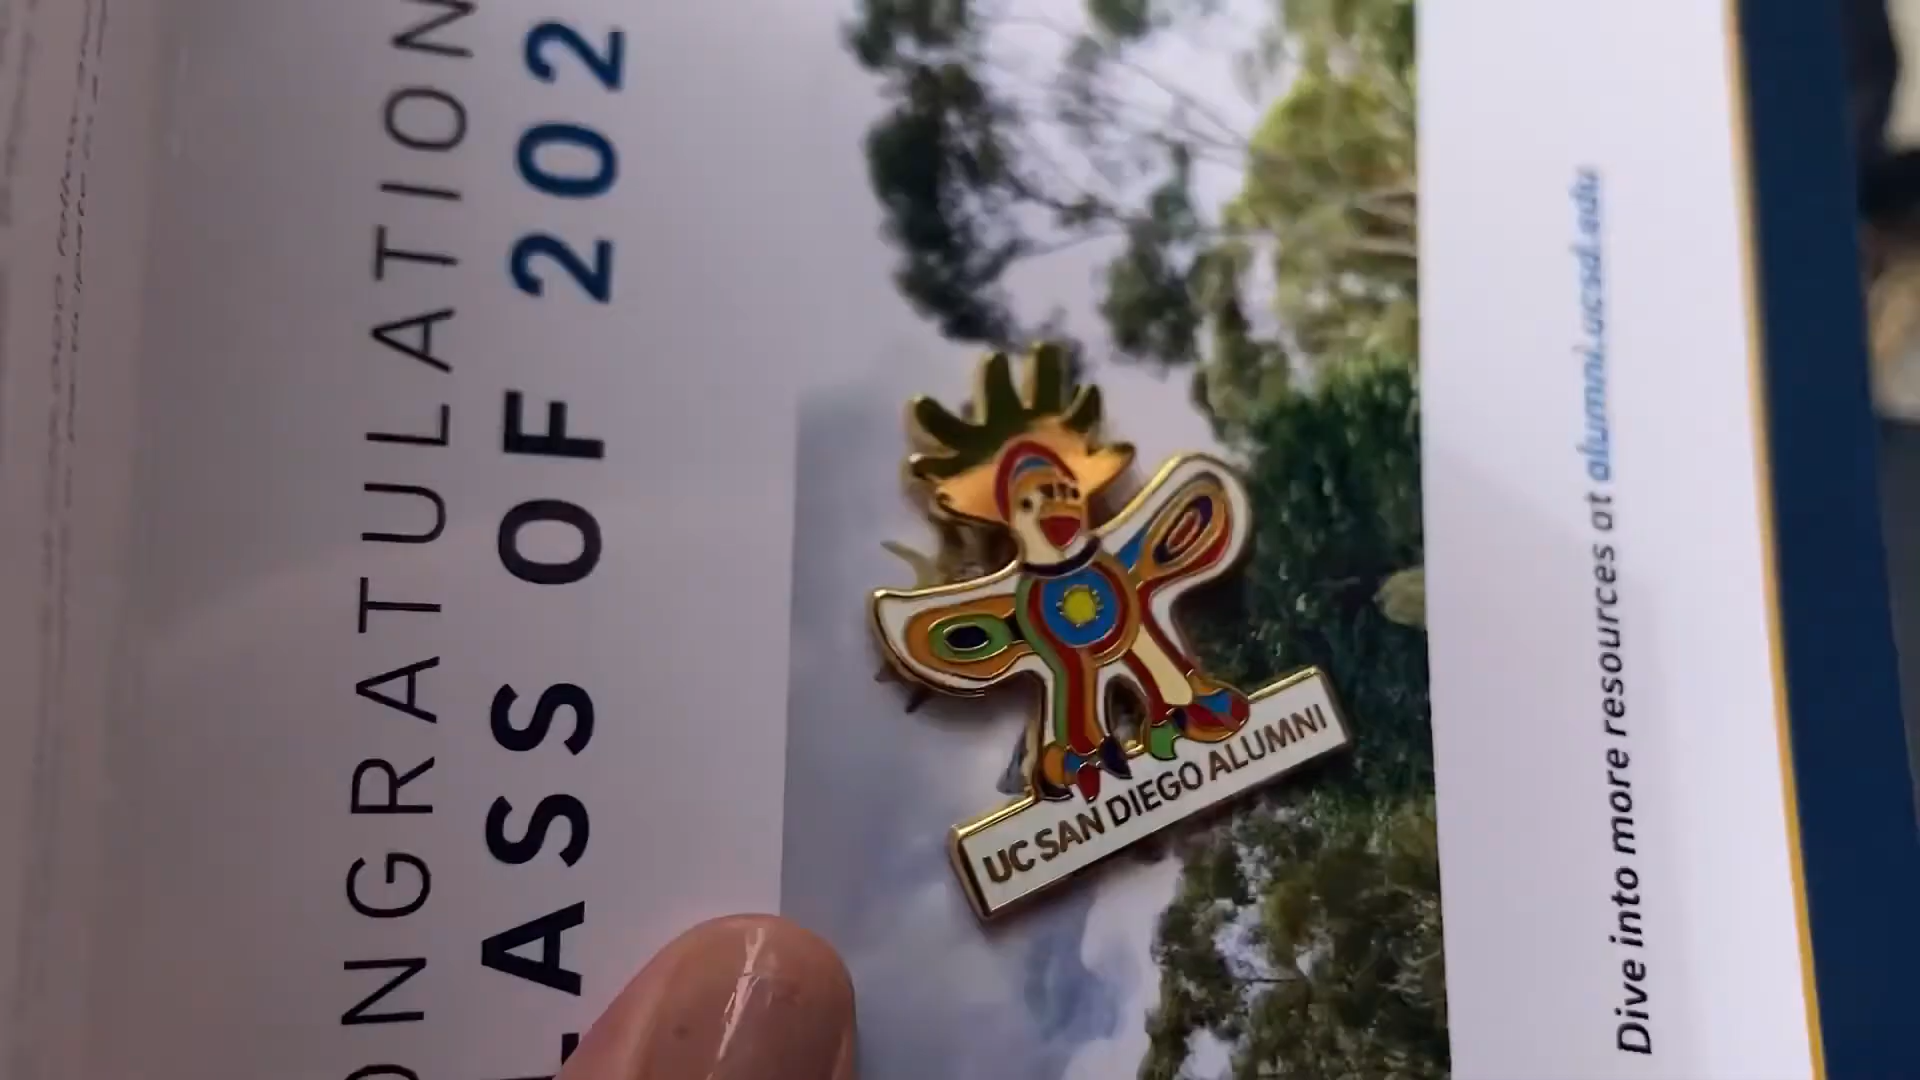 ONGRATULATION
LASS OF 202
UC SAN DIEGO ALUMNI
Dive into more resources at alumni.ucsd.edu